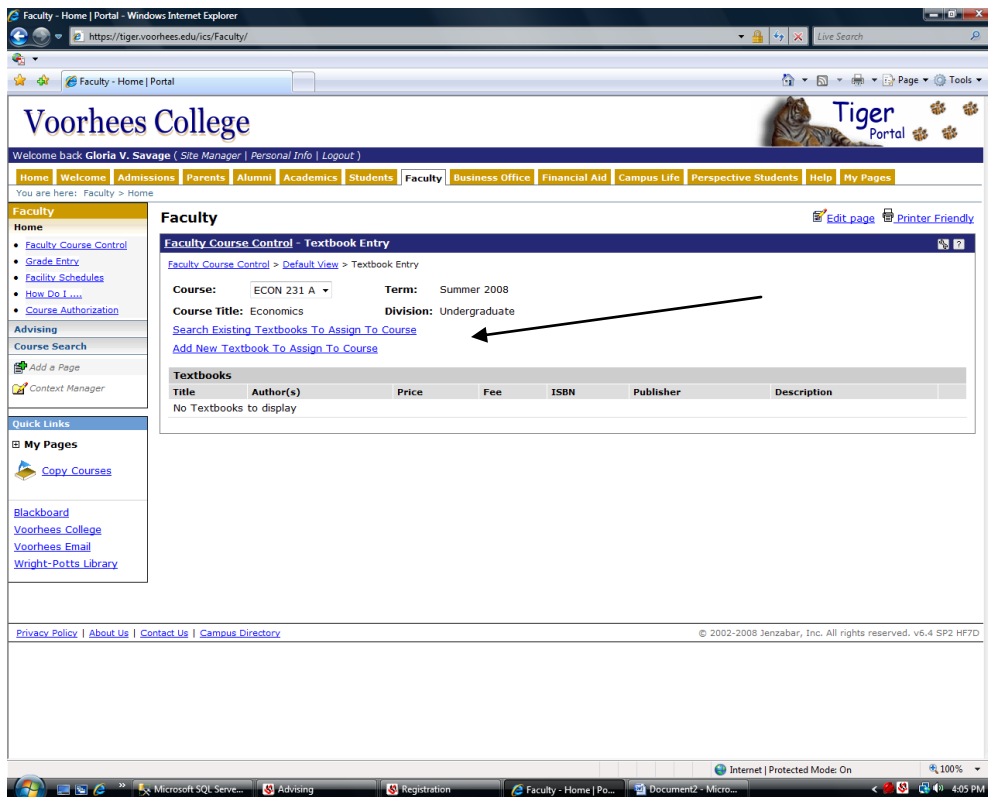 Faculty - Home | Portal - Windows Internet Explorer
https://tiger.voorhees.edu/ics/Faculty/
Live Search
Faculty - Home | Portal
Page
Tools
Voorhees College
Tiger
Portal
Welcome back Gloria V. Savage ( Site Manager | Personal Info | Logout )
Home Welcome Admissions Parents Alumni Academics Students Faculty Business Office Financial Aid Campus Life Perspective Students Help My Pages
You are here: Faculty > Home
Faculty
Home
Faculty Course Control
Grade Entry
Facility Schedules
How Do I ....
Course Authorization
Advising
Course Search
Add a Page
Context Manager
Quick Links
My Pages
Copy Courses
Blackboard
Voorhees College
Voorhees Email
Wright-Potts Library
Faculty
Edit page Printer Friendly
Faculty Course Control - Textbook Entry
?
Faculty Course Control > Default View > Textbook Entry
Course: ECON 231 A Term: Summer 2008
Course Title: Economics Division: Undergraduate
Search Existing Textbooks To Assign To Course
Add New Textbook To Assign To Course
Textbooks
Title Author(s) Price Fee ISBN Publisher Description
No Textbooks to display
Privacy Policy | About Us | Contact Us | Campus Directory
© 2002-2008 Jenzabar, Inc. All rights reserved. v6.4 SP2 HF7D
Internet | Protected Mode: On
100%
Microsoft SQL Serve...
Advising
Registration
Faculty - Home | Po...
Document2 - Micro...
4:05 PM